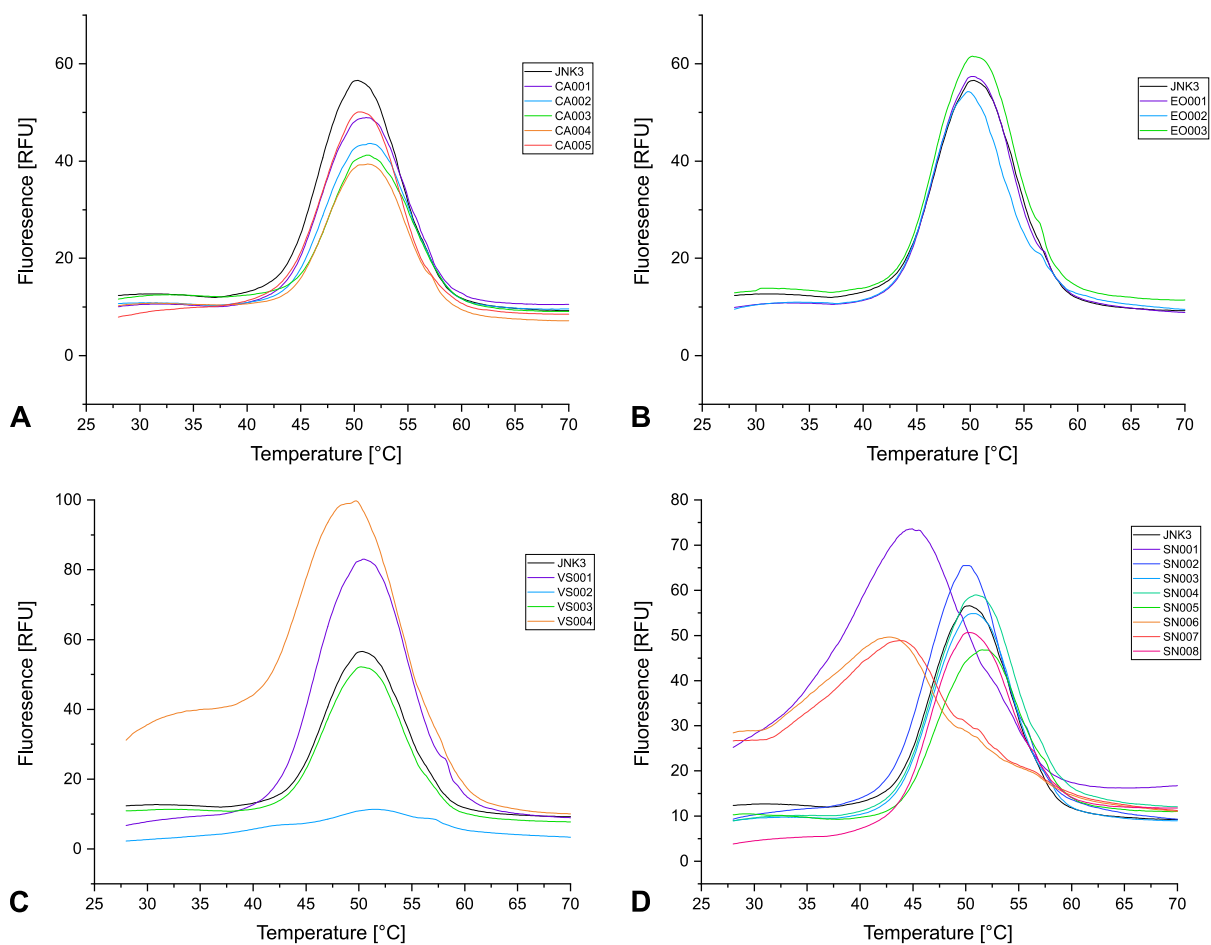 60
40
20
0
Fluoresence [RFU]
JNK3
CA001
CA002
CA003
CA004
CA005
A
25 30 35 40 45 50 55 60 65 70
Temperature [°C]
60
40
20
0
Fluoresence [RFU]
JNK3
EO001
EO002
EO003
B
25 30 35 40 45 50 55 60 65 70
Temperature [°C]
100
80
60
40
20
0
-10
Fluoresence [RFU]
JNK3
VS001
VS002
VS003
VS004
C
25 30 35 40 45 50 55 60 65 70
Temperature [°C]
80
70
60
50
40
30
20
10
0
Fluoresence [RFU]
JNK3
SN001
SN002
SN003
SN004
SN005
SN006
SN007
SN008
D
25 30 35 40 45 50 55 60 65 70
Temperature [°C]